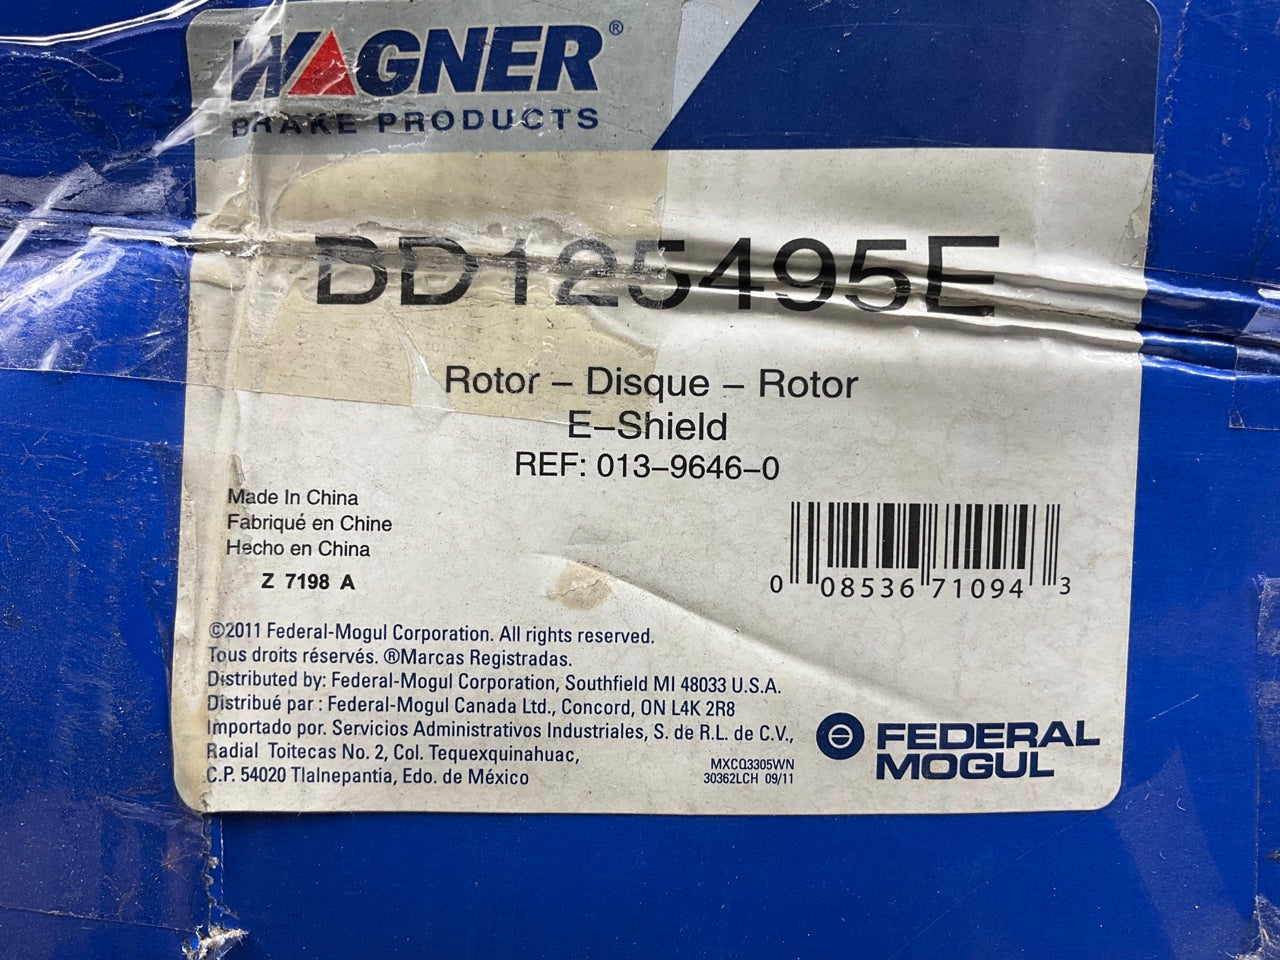 WAGNER®
BRAKE PRODUCTS
BD125495E
Rotor – Disque – Rotor
E–Shield
REF: 013–9646–0
Made In China
Fabriqué en Chine
Hecho en China
Z 7198 A
0 08536 71094 3
©2011 Federal-Mogul Corporation. All rights reserved.
Tous droits réservés. ®Marcas Registradas.
Distributed by: Federal-Mogul Corporation, Southfield MI 48033 U.S.A.
Distribué par : Federal-Mogul Canada Ltd., Concord, ON L4K 2R8
Importado por. Servicios Administrativos Industriales, S. de R.L. de C.V.,
Radial Toitecas No. 2, Col. Tequexquinahuac,
C.P. 54020 Tlalnepantia, Edo. de México
MXCQ3305WN
30362LCH 09/11
FEDERAL
MOGUL